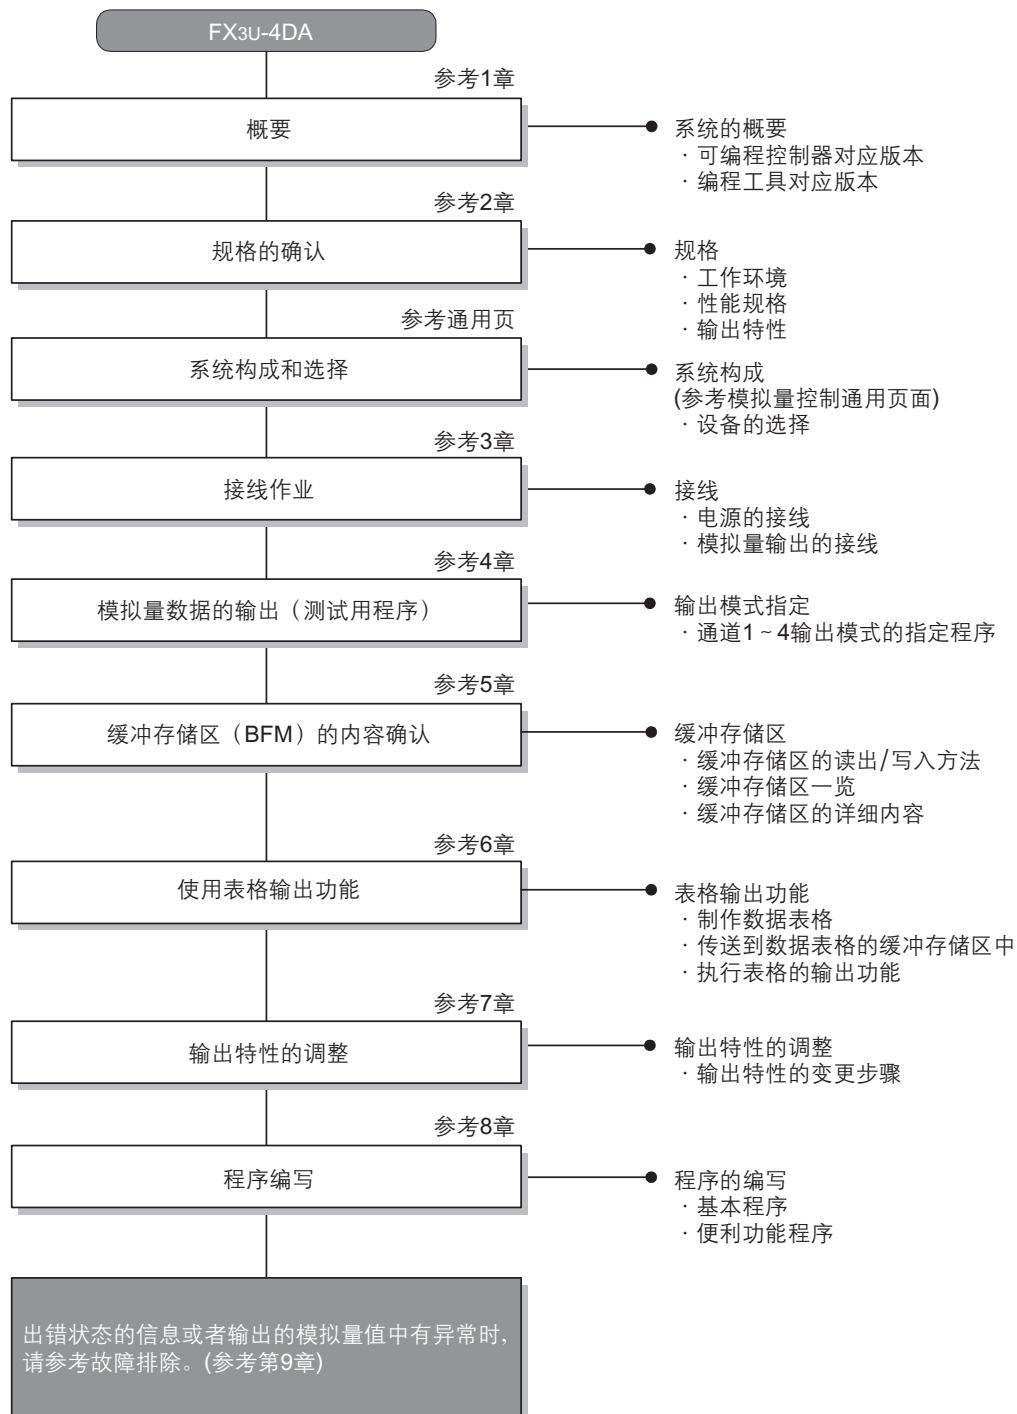 FX3U-4DA
参考1章
概要
系统的概要
· 可编程控制器对应版本
· 编程工具对应版本
参考2章
规格的确认
规格
· 工作环境
· 性能规格
· 输出特性
参考通用页
系统构成和选择
系统构成
(参考模拟量控制通用页面)
· 设备的选择
参考3章
接线作业
接线
· 电源的接线
· 模拟量输出的接线
参考4章
模拟量数据的输出（测试用程序）
输出模式指定
· 通道1~4输出模式的指定程序
参考5章
缓冲存储区（BFM）的内容确认
缓冲存储区
· 缓冲存储区的读出/写入方法
· 缓冲存储区一览
· 缓冲存储区的详细内容
参考6章
使用表格输出功能
表格输出功能
· 制作数据表格
· 传送到数据表格的缓冲存储区中
· 执行表格的输出功能
参考7章
输出特性的调整
输出特性的调整
· 输出特性的变更步骤
参考8章
程序编写
程序的编写
· 基本程序
· 便利功能程序
出错状态的信息或者输出的模拟量值中有异常时,
请参考故障排除。(参考第9章)